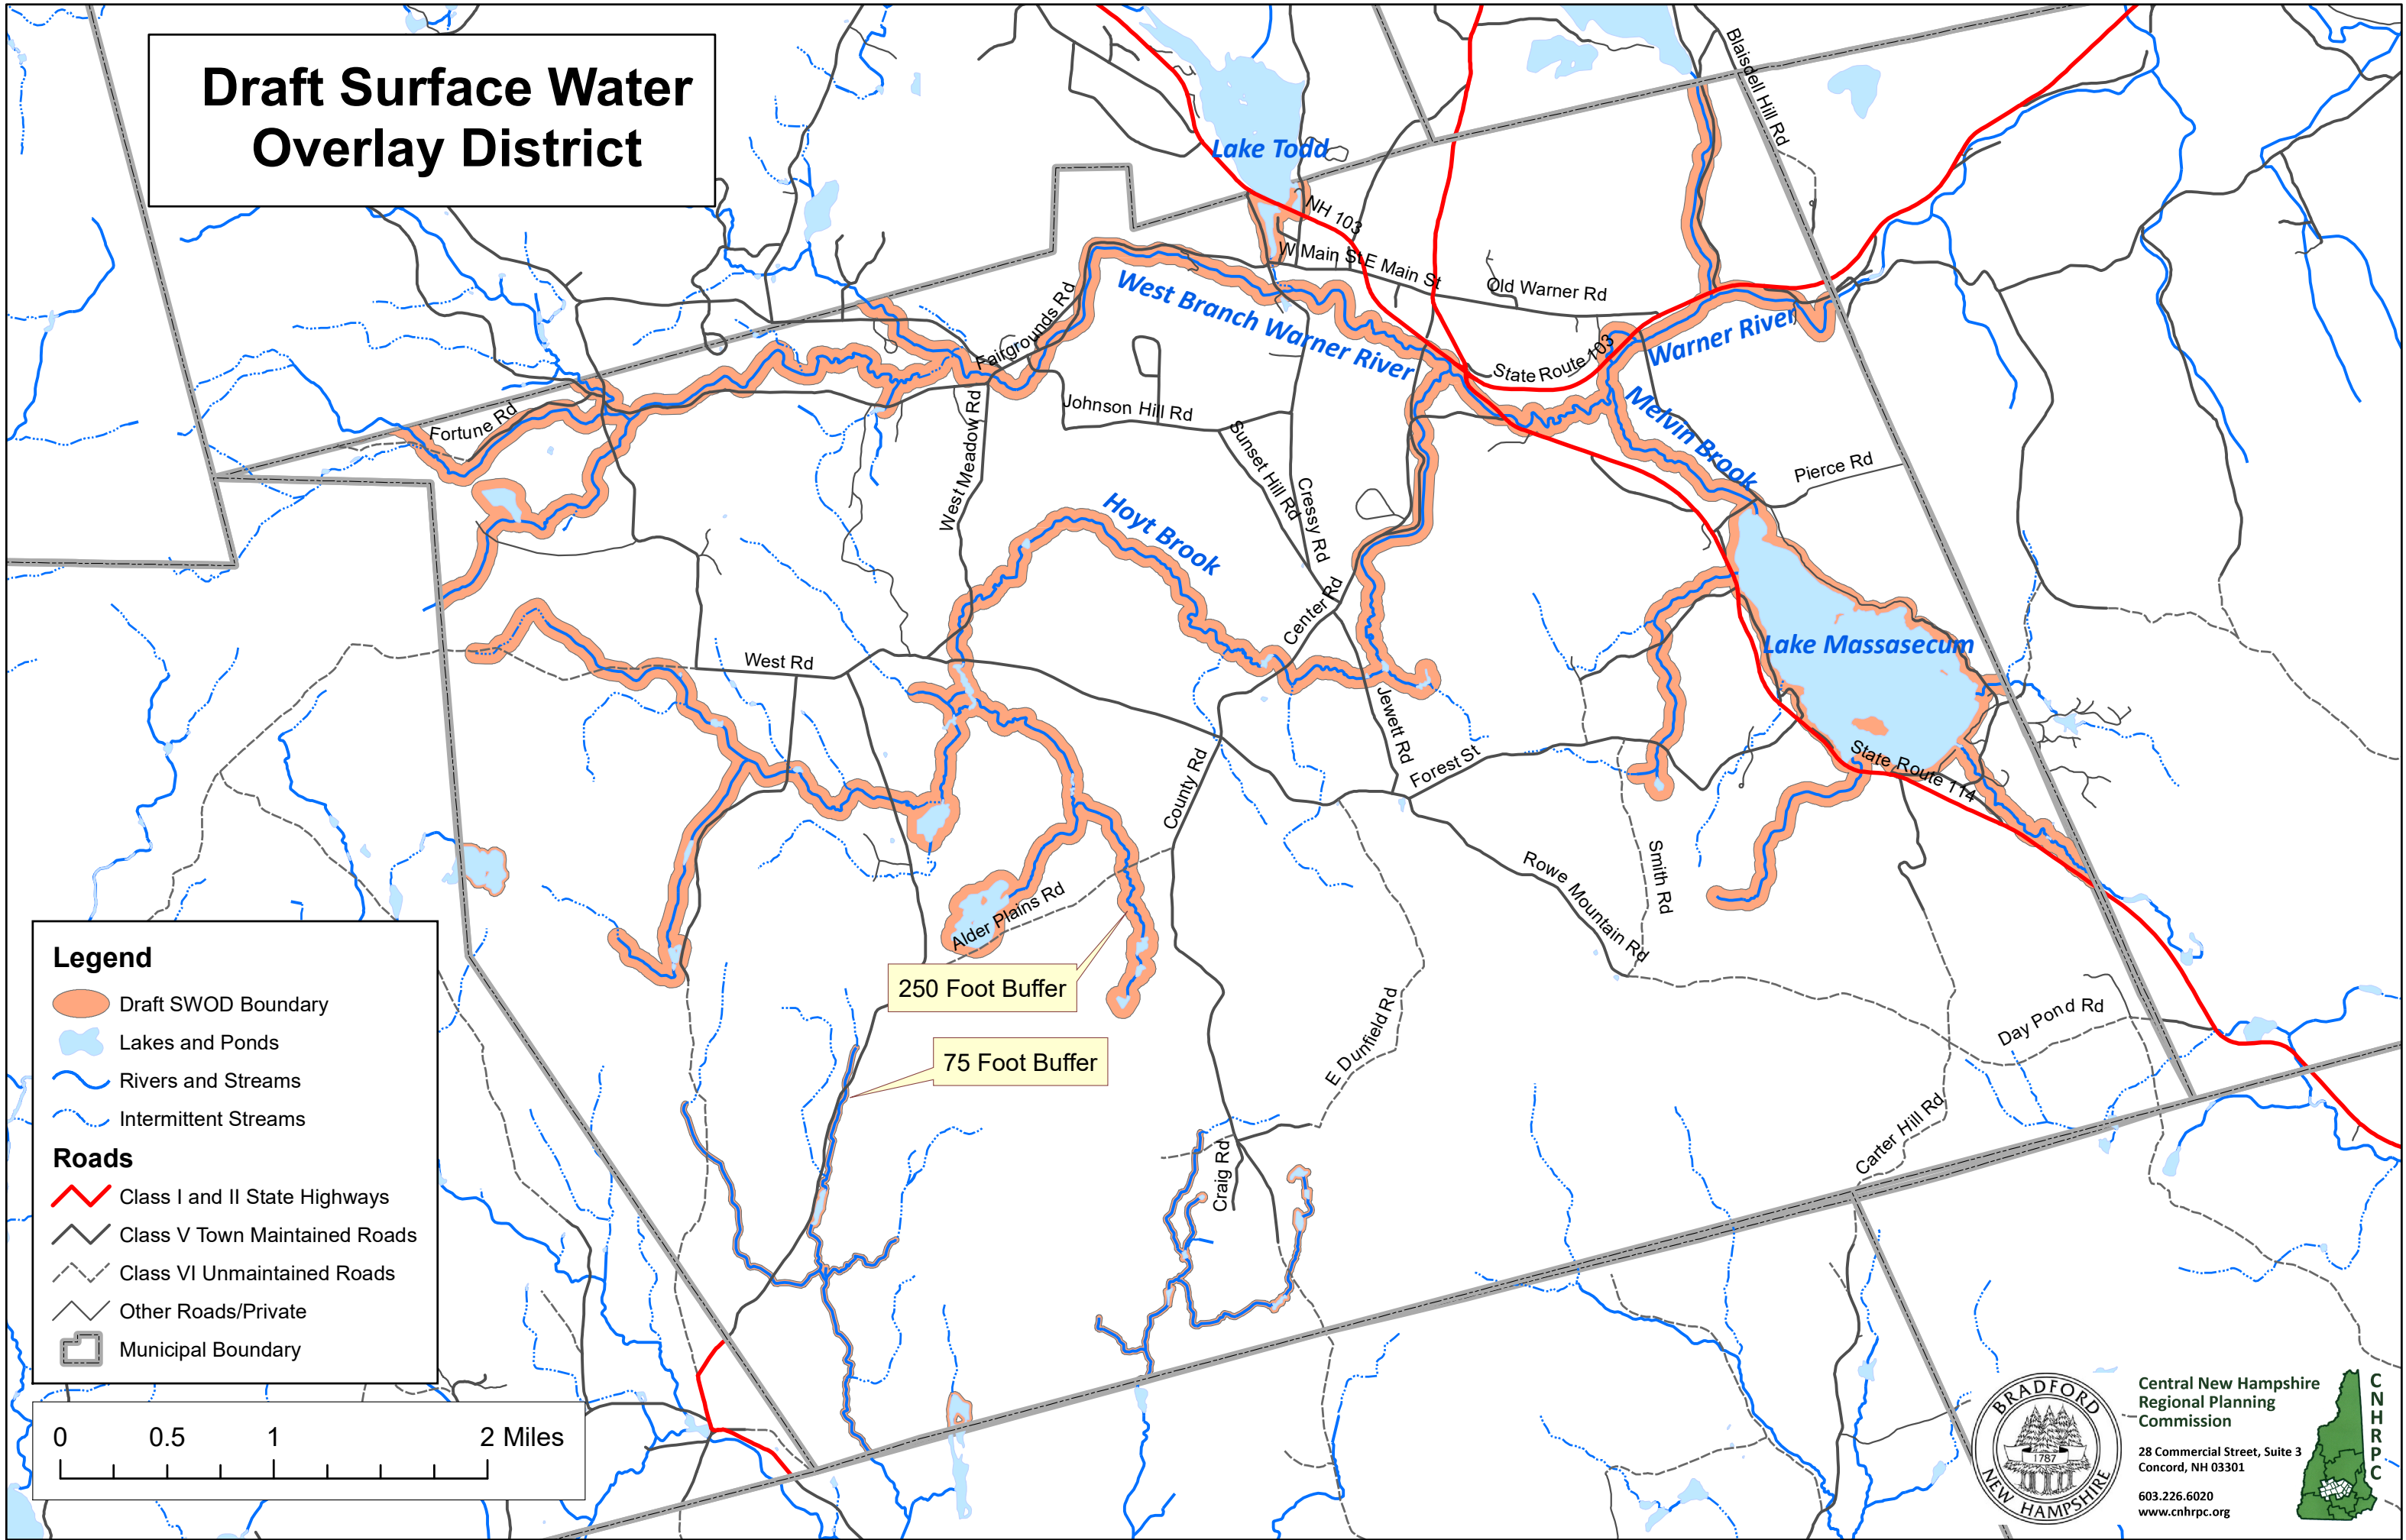 Draft Surface Water
Overlay District
Blaisdell Hill Rd
Lake Todd
NH 103
W Main St
E Main St
Old Warner Rd
Fairgrounds Rd
West Branch Warner River
Warner River
State Route 103
Melvin Brook
Fortune Rd
Johnson Hill Rd
West Meadow Rd
Sunset Hill Rd
Cressy Rd
Pierce Rd
Hoyt Brook
Center Rd
Lake Massasecum
West Rd
Jewett Rd
Forest St
County Rd
State Route 114
Rowe Mountain Rd
Smith Rd
Alder Plains Rd
250 Foot Buffer
75 Foot Buffer
E Dunfield Rd
Day Pond Rd
Carter Hill Rd
Craig Rd
Legend
Draft SWOD Boundary
Lakes and Ponds
Rivers and Streams
Intermittent Streams
Roads
Class I and II State Highways
Class V Town Maintained Roads
Class VI Unmaintained Roads
Other Roads/Private
Municipal Boundary
0 0.5 1 2 Miles
BRADFORD
1787
NEW HAMPSHIRE
Central New Hampshire
Regional Planning
Commission
28 Commercial Street, Suite 3
Concord, NH 03301
603.226.6020
www.cnhrpc.org
CNHRPC